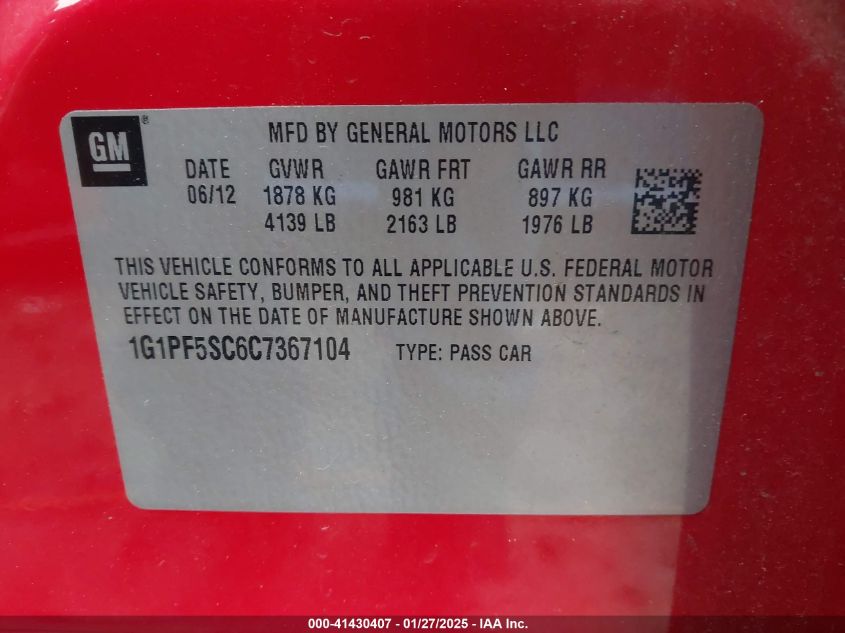 GM ®
MFD BY GENERAL MOTORS LLC
DATE GVWR GAWR FRT GAWR RR
06/12 1878 KG 981 KG 897 KG
4139 LB 2163 LB 1976 LB
THIS VEHICLE CONFORMS TO ALL APPLICABLE U.S. FEDERAL MOTOR
VEHICLE SAFETY, BUMPER, AND THEFT PREVENTION STANDARDS IN
EFFECT ON THE DATE OF MANUFACTURE SHOWN ABOVE.
1G1PF5SC6C7367104 TYPE: PASS CAR
000-41430407 - 01/27/2025 - IAA Inc.